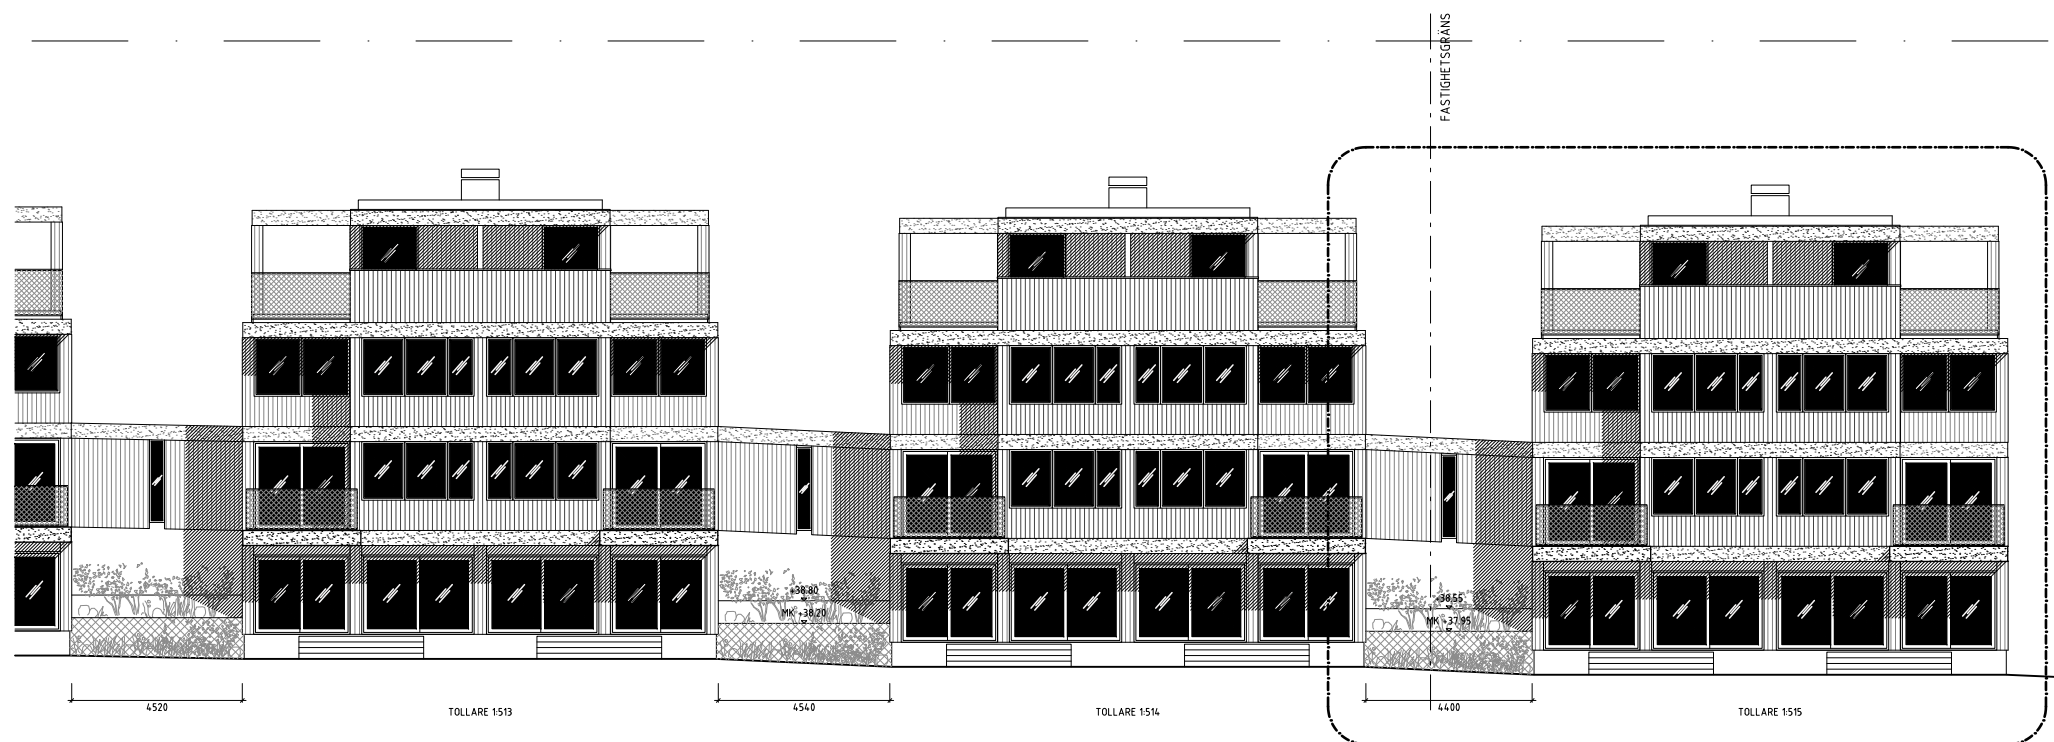 FASTIGHETSGRÄNS
+38.80
MK +38.20
+38.55
MK +37.95
4520
TOLLARE 1:513
4540
TOLLARE 1:514
4400
TOLLARE 1:515